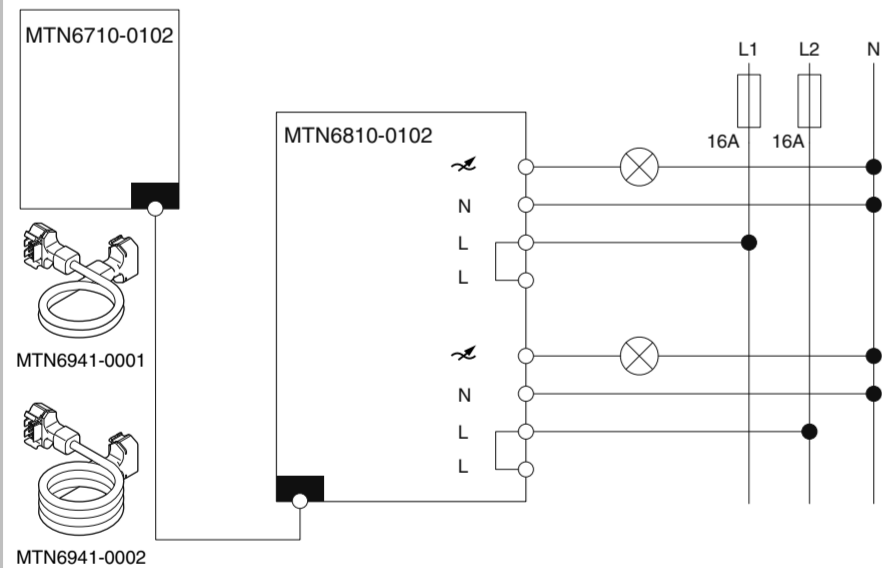 MTN6710-0102
L1 L2 N
MTN6810-0102
16A 16A
N
L
L
MTN6941-0001
N
L
L
MTN6941-0002